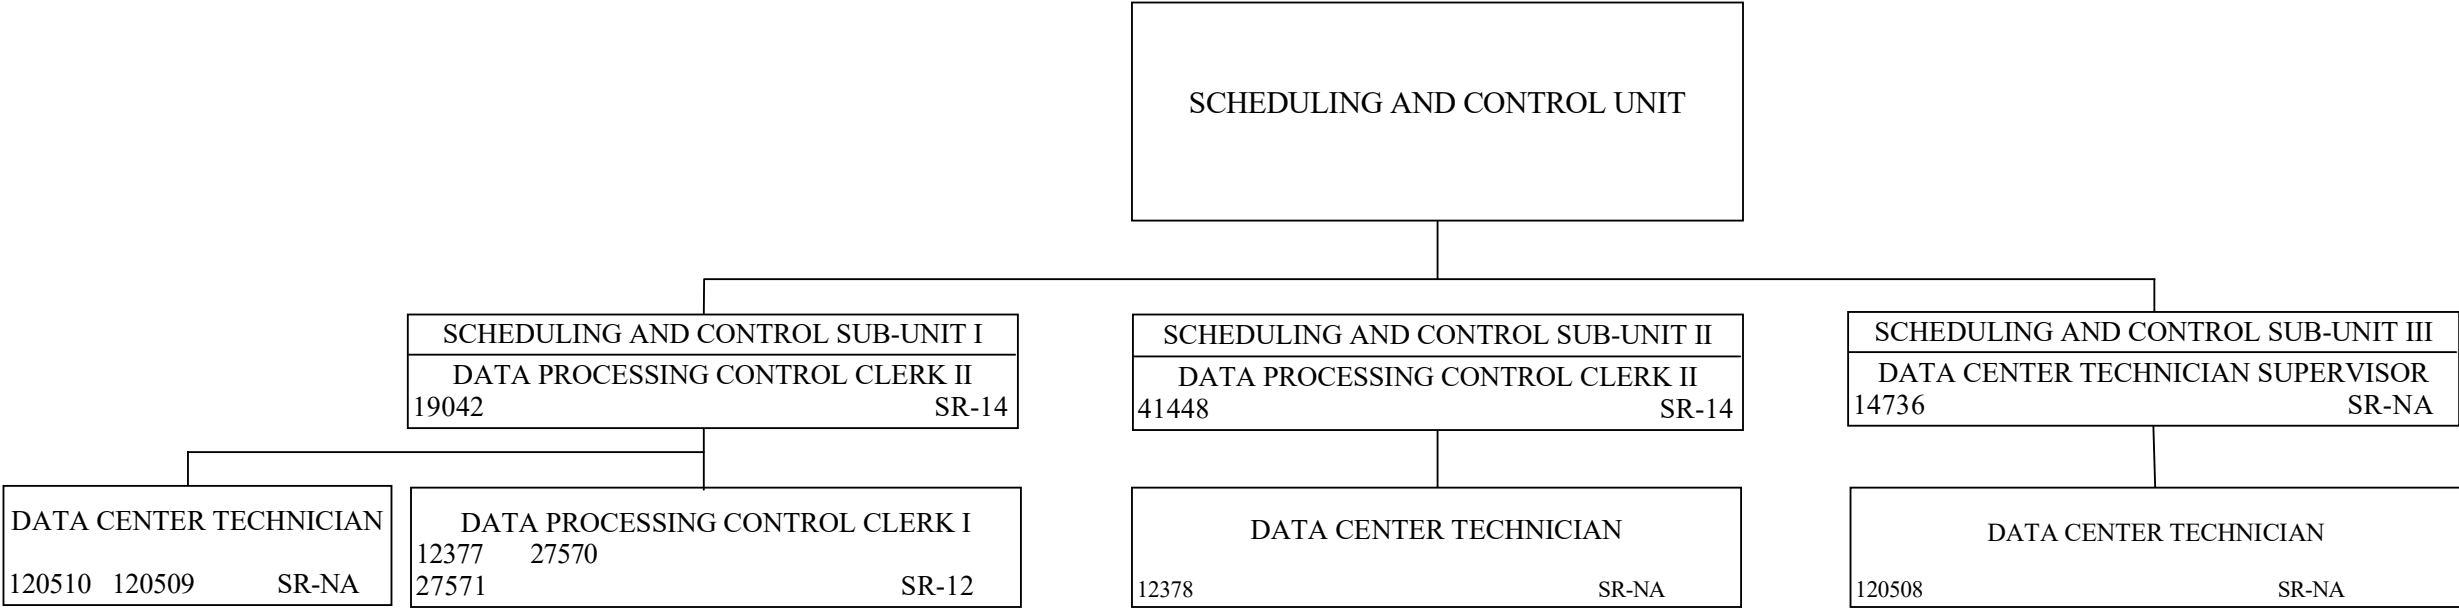 SCHEDULING AND CONTROL UNIT
SCHEDULING AND CONTROL SUB-UNIT I
DATA PROCESSING CONTROL CLERK II
19042 SR-14
SCHEDULING AND CONTROL SUB-UNIT II
DATA PROCESSING CONTROL CLERK II
41448 SR-14
SCHEDULING AND CONTROL SUB-UNIT III
DATA CENTER TECHNICIAN SUPERVISOR
14736 SR-NA
DATA CENTER TECHNICIAN
120510 120509 SR-NA
DATA PROCESSING CONTROL CLERK I
12377 27570
27571 SR-12
DATA CENTER TECHNICIAN
12378 SR-NA
DATA CENTER TECHNICIAN
120508 SR-NA